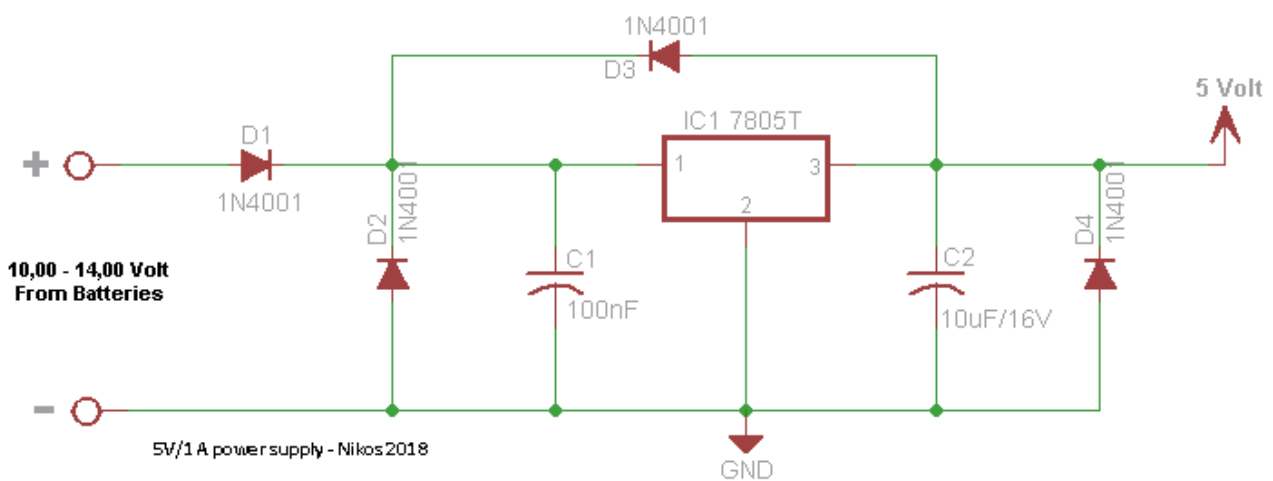 1N4001
D3
5 Volt
IC1 7805T
D1
+
1
3
1N4001
2
D2
1N4001
D4
1N4001
10,00 - 14,00 Volt
From Batteries
C1
100nF
C2
10uF/16V
-
5V/1A power supply - Nikos 2018
GND